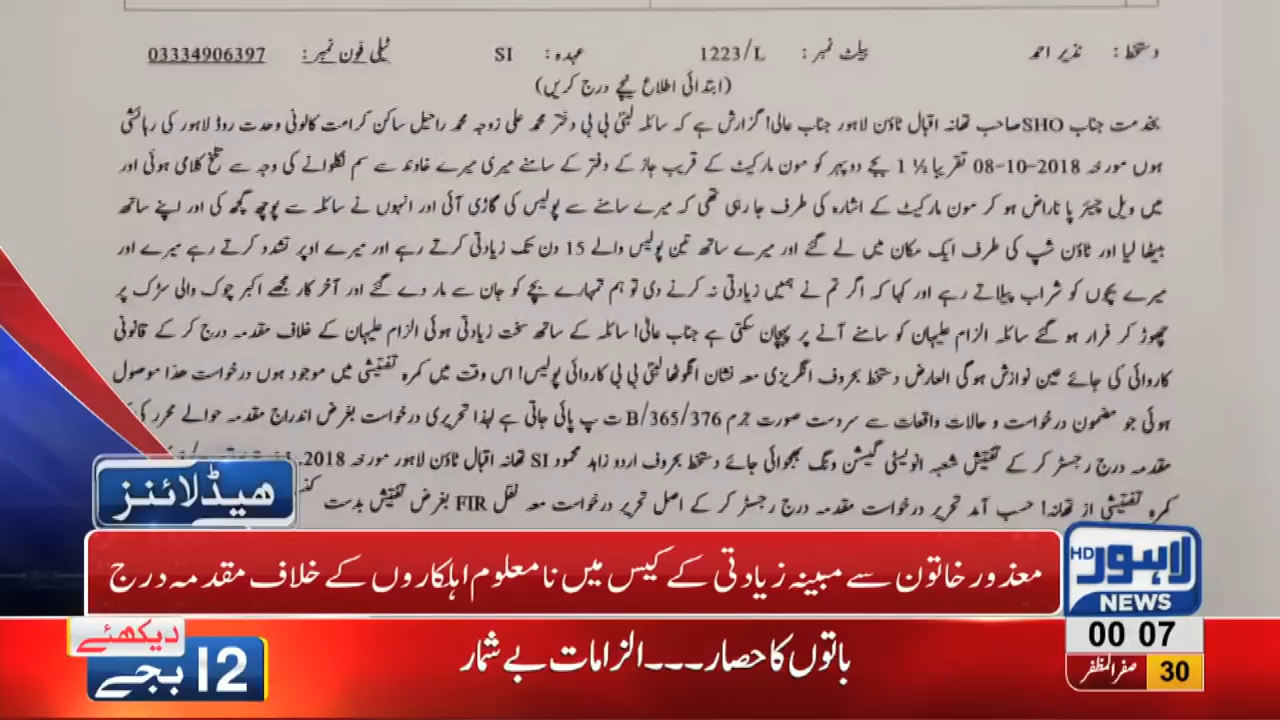 دستخط : نذیر احمد بیلٹ نمبر : 1223/L عہدہ : SI ٹیلی فون نمبر : 03334906397
(ابتدائی اطلاع نیچے درج کریں)
بخدمت جناب SHO صاحب تھانہ اقبال ٹاؤن لاہور جناب عالی! گزارش ہے کہ سائلہ لبنیٰ بی بی دختر محمد علی زوجہ محمد راحیل ساکن کرامت کالونی وحدت روڈ لاہور کی رہائشی
ہوں مورخہ 08-10-2018 تقریبا 1½ بجے دوپہر کو مون مارکیٹ کے قریب جاز کے دفتر کے سامنے میری میرے خاوند سے سم نکلوانے کی وجہ سے تلخ کلامی ہوئی اور
میں ویل چیئر پا ناراض ہو کر مون مارکیٹ کے اشارہ کی طرف جا رہی تھی کہ میرے سامنے سے پولیس کی گاڑی آئی اور انہوں نے سائلہ سے پوچھ گچھ کی اور اپنے ساتھ
بیٹھا لیا اور ٹاؤن شپ کی طرف ایک مکان میں لے گئے اور میرے ساتھ تین پولیس والے 15 دن تک زیادتی کرتے رہے اور میرے اوپر تشدد کرتے رہے میرے اور
میرے بچوں کو شراب پیلاتے رہے اور کہا کہ اگر تم نے ہمیں زیادتی نہ کرنے دی تو ہم تمہارے بچے کو جان سے مار دے گئے اور آخر کار مجھے اکبر چوک والی سڑک پر
چھوڑ کر فرار ہو گئے سائلہ الزام علیہان کو سامنے آنے پر پہچان سکتی ہے جناب عالی! سائلہ کے ساتھ سخت زیادتی ہوئی الزام علیہان کے خلاف مقدمہ درج کر کے قانونی
کاروائی کی جائے عین نوازش ہوگی العارض دستخط بحروف انگریزی معہ نشان انگوٹھا لبنیٰ بی بی کاروائی پولیس! اس وقت میں کمرہ تفتیشی میں موجود ہوں درخواست ھذا موصول
ہوئی جو مضمون درخواست و حالات واقعات سے سردست صورت جرم 376/365/B ت پ پائی جاتی ہے لہذا تحریری درخواست بغرض اندراج مقدمہ حوالے محرر کی
مقدمہ درج رجسٹر کر کے تفتیش شعبہ انویسٹی گیشن ونگ بھجوائی جائے دستخط بحروف اردو زاہد محمود SI تھانہ اقبال ٹاؤن لاہور مورخہ 2018
کمرہ تفتیشی از تھانہ! حسب آمد تحریر درخواست مقدمہ درج رجسٹر کر کے اصل تحریر درخواست معہ نقل FIR بغرض تفتیش بدست
ھیڈلائنز
معذور خاتون سے مبینہ زیادتی کے کیس میں نامعلوم اہلکاروں کے خلاف مقدمہ درج
لاہور HD
NEWS
دیکھئے
12 بجے
باتوں کا حصار۔۔۔الزامات بے شمار
00 07
30 صفر المظفر